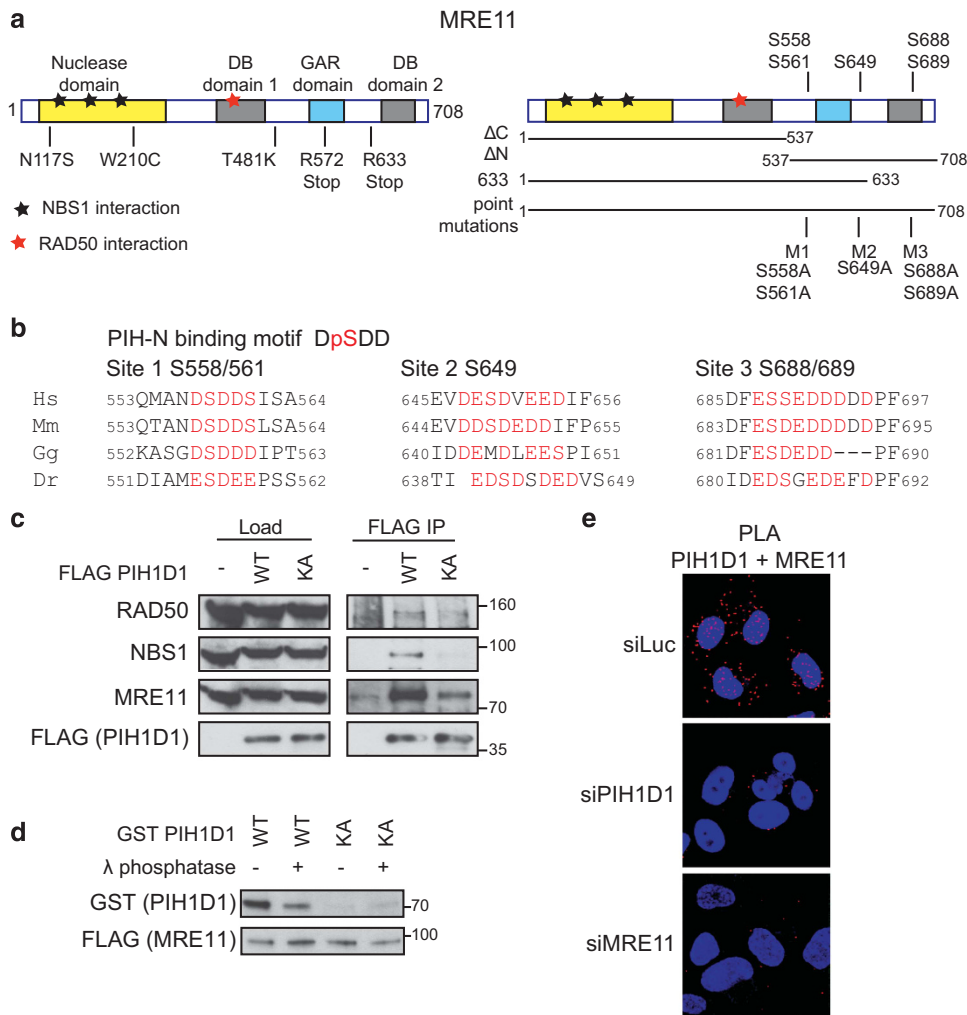 a
MRE11
Nuclease domain
DB domain 1
GAR domain
DB domain 2
1
708
N117S
W210C
T481K
R572 Stop
R633 Stop
NBS1 interaction
RAD50 interaction
S558
S561
S649
S688
S689
ΔC
1
537
ΔN
537
708
633
1
633
point mutations
1
708
M1
S558A
S561A
M2
S649A
M3
S688A
S689A
b
PIH-N binding motif DpSDD
Site 1 S558/561
Site 2 S649
Site 3 S688/689
Hs 553QMANDSDDSISA564 645EVDESDVEEDIF656 685DFESSEDDDDDPF697
Mm 553QTANDSDDSLSA564 644EVDDSDEDDIFP655 683DFESSEDDDDDPF695
Gg 552KASGDSDDDIPT563 640IDDEMDLEESPI651 681DFESDEDD---PF690
Dr 551DIAMESDEEPSS562 638TI EDSDSDEDVS649 680IDEDSGEDEFDPF692
c
Load
FLAG IP
FLAG PIH1D1
-
WT
KA
-
WT
KA
RAD50
160
NBS1
100
MRE11
70
FLAG (PIH1D1)
35
d
GST PIH1D1
WT
WT
KA
KA
λ phosphatase
- + - +
GST (PIH1D1)
70
FLAG (MRE11)
100
e
PLA
PIH1D1 + MRE11
siLuc
siPIH1D1
siMRE11